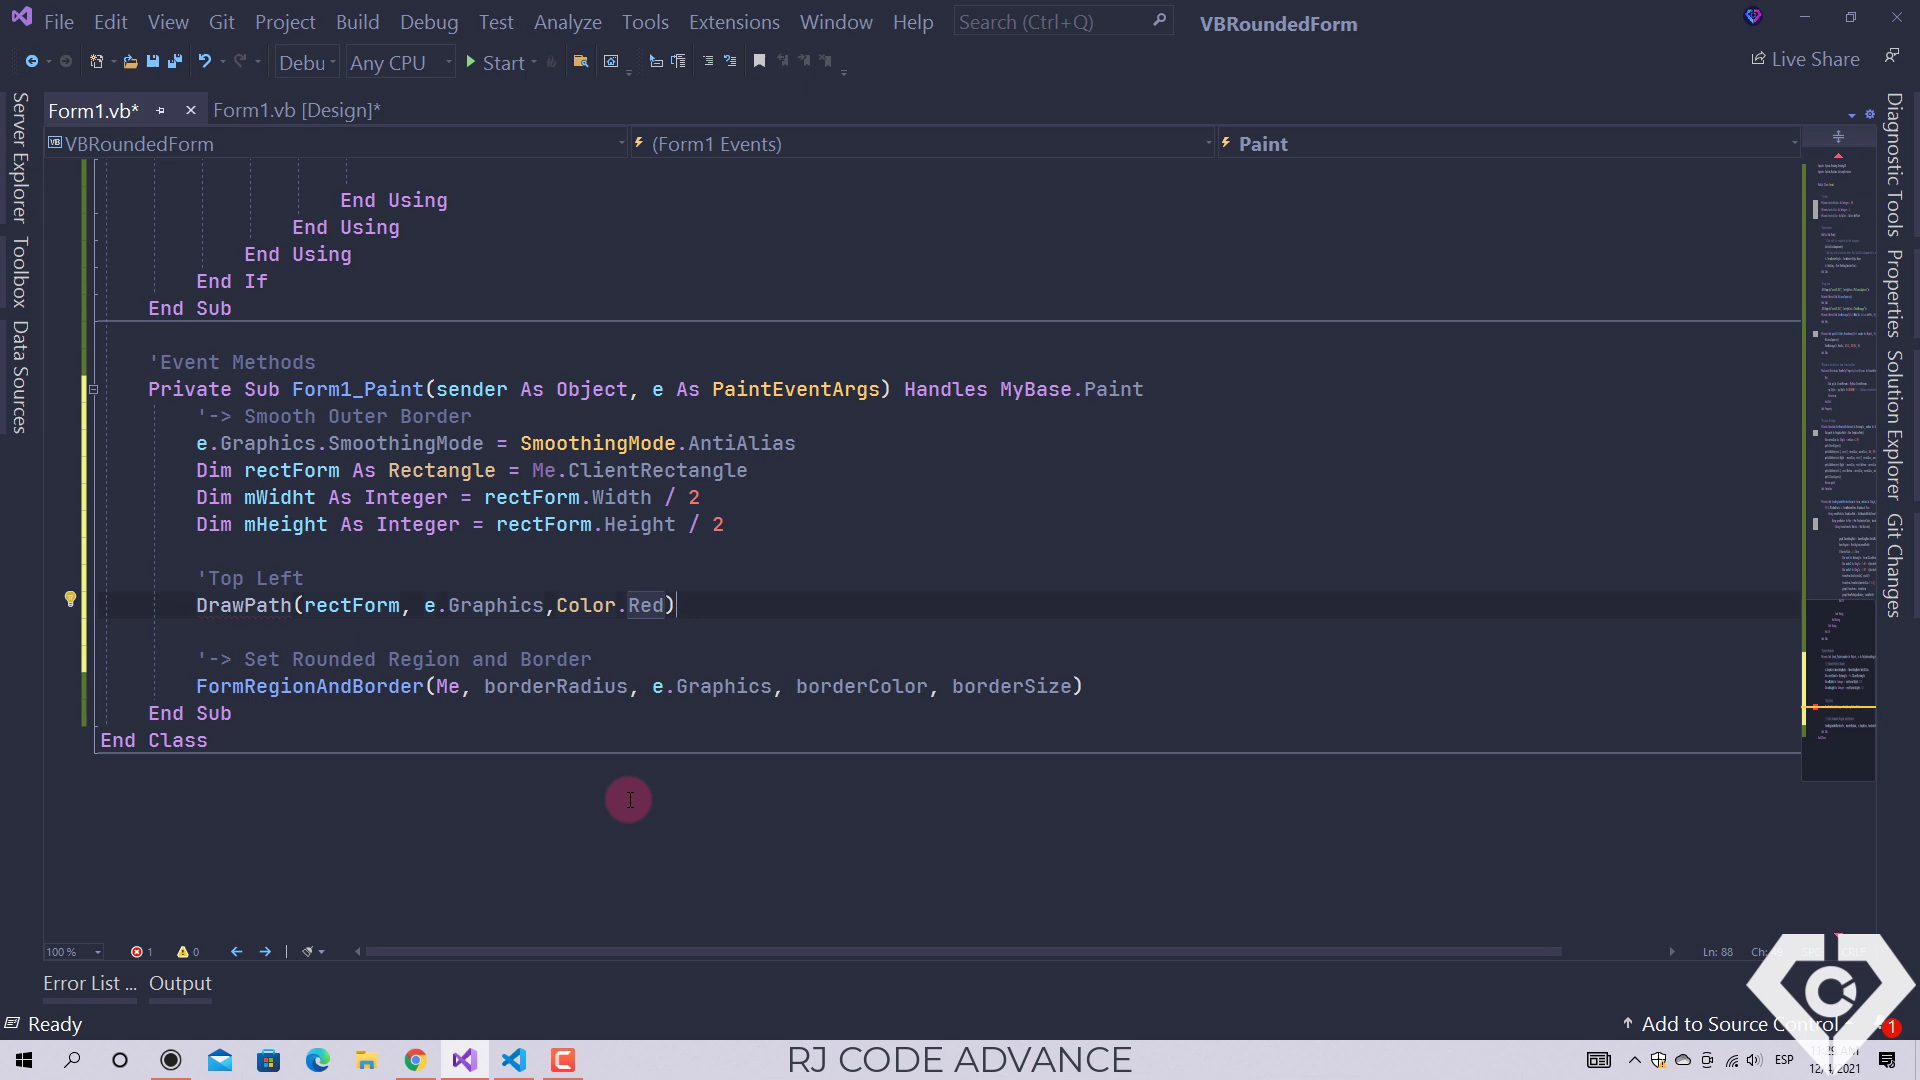 File Edit View Git Project Build Debug Test Analyze Tools Extensions Window Help Search (Ctrl+Q) VBRoundedForm
Debu Any CPU Start Live Share
Form1.vb* Form1.vb [Design]*
VBRoundedForm (Form1 Events) Paint
Server Explorer
Toolbox
Data Sources
End Using
End Using
End Using
End If
End Sub
'Event Methods
Private Sub Form1_Paint(sender As Object, e As PaintEventArgs) Handles MyBase.Paint
'-> Smooth Outer Border
e.Graphics.SmoothingMode = SmoothingMode.AntiAlias
Dim rectForm As Rectangle = Me.ClientRectangle
Dim mWidht As Integer = rectForm.Width / 2
Dim mHeight As Integer = rectForm.Height / 2
'Top Left
DrawPath(rectForm, e.Graphics,Color.Red)
'-> Set Rounded Region and Border
FormRegionAndBorder(Me, borderRadius, e.Graphics, borderColor, borderSize)
End Sub
End Class
Diagnostic Tools
Properties
Solution Explorer
Git Changes
100 % 1 0 Ln: 88
Error List ... Output
Ready Add to Source Control 1
RJ CODE ADVANCE
ESP
12/4/2021